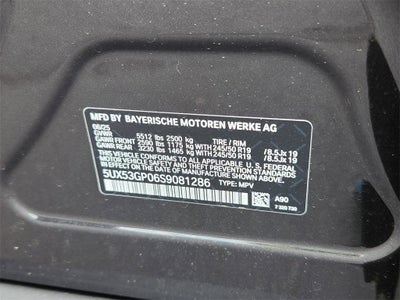 MFD BY BAYERISCHE MOTOREN WERKE AG
08/25
GVWR 5512 lbs 2500 kg TIRE / RIM
GAWR FRONT 2590 lbs 1175 kg WITH 245/50 R19 / 8.5Jx 19
GAWR REAR 3230 lbs 1465 kg WITH 245/50 R19 / 8.5Jx 19
THIS VEHICLE CONFORMS TO ALL APPLICABLE U.S. FEDERAL
MOTOR VEHICLE SAFETY, BUMPER, AND THEFT PREVENTION
STANDARDS IN EFFECT ON THE DATE OF MANUFACTURE SHOWN ABOVE.
5UX53GP06S9081286 TYPE: MPV
A90